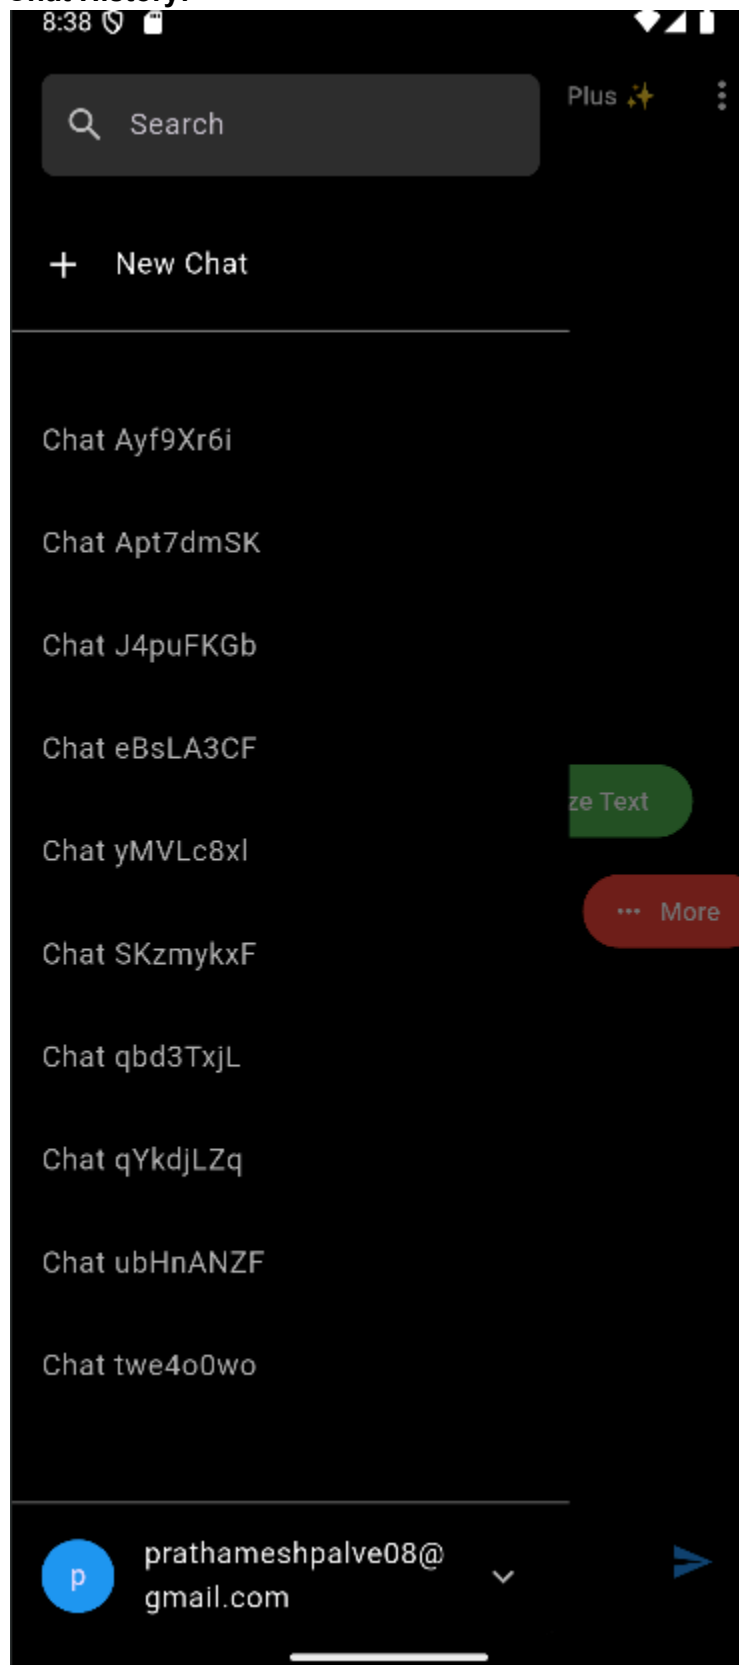 8:38
Search
Plus ✨
New Chat
Chat Ayf9Xr6i
Chat Apt7dmSK
Chat J4puFKGb
Chat eBsLA3CF
ze Text
Chat yMVLc8xl
More
Chat SKzmykxF
Chat qbd3TxjL
Chat qYkdjLZq
Chat ubHnANZF
Chat twe4o0wo
p
prathameshpalve08@
gmail.com